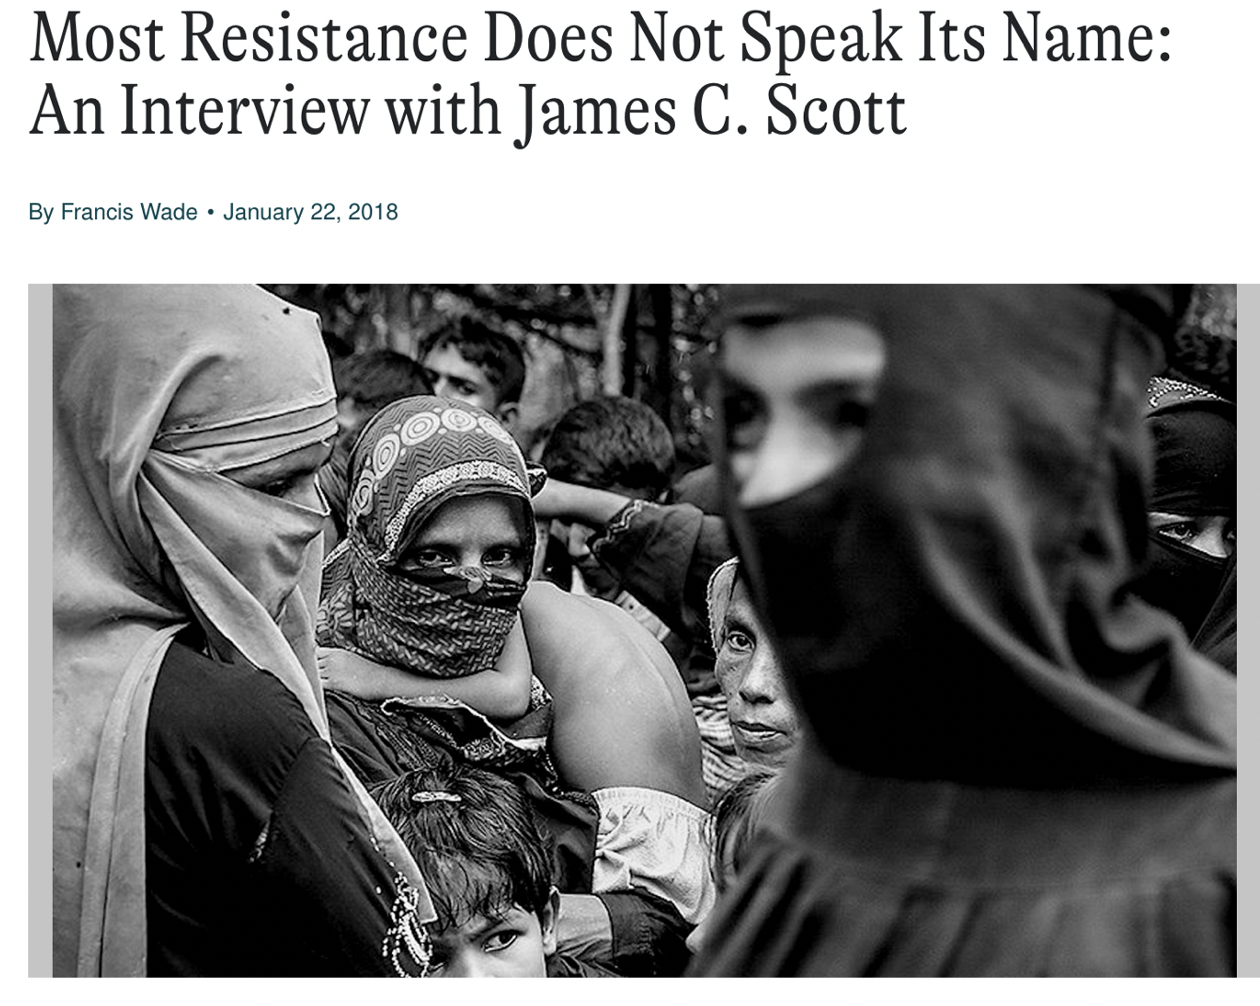 Most Resistance Does Not Speak Its Name:
An Interview with James C. Scott
By Francis Wade • January 22, 2018